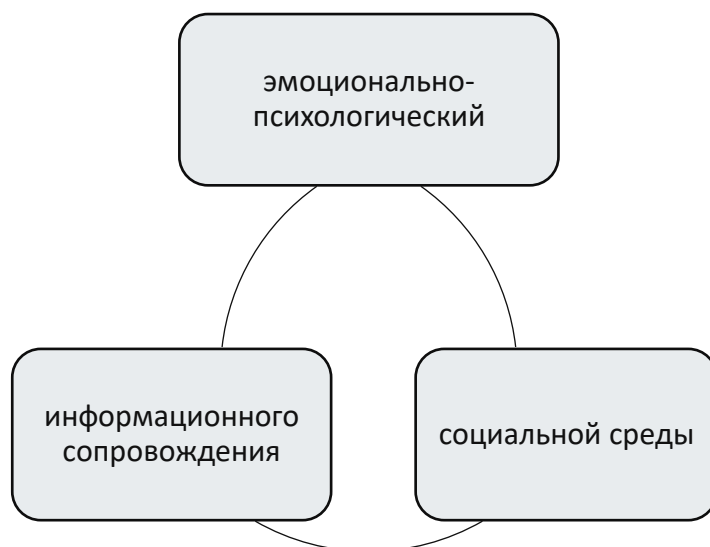 эмоционально-
психологический
информационного
сопровождения
социальной среды